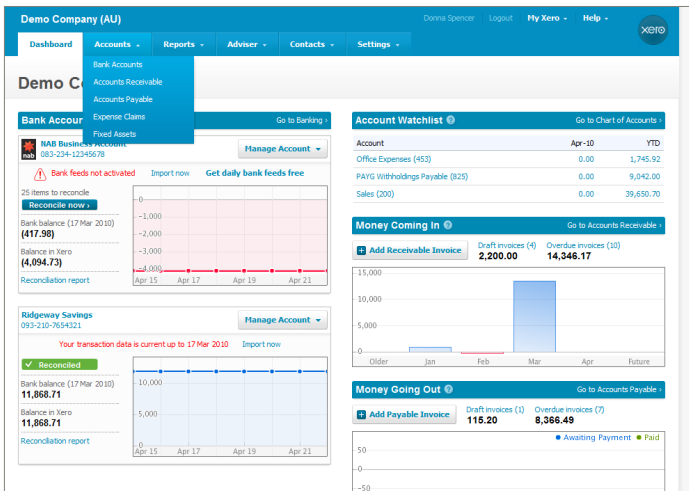 Demo Company (AU)
Donna Spencer Logout My Xero Help
xero
Dashboard Accounts Reports Adviser Contacts Settings
Bank Accounts
Accounts Receivable
Accounts Payable
Expense Claims
Fixed Assets
Demo C
Bank Accoun Go to Banking ›
NAB Business Account
083-234-12345678
nab
Manage Account
Bank feeds not activated Import now Get daily bank feeds free
25 items to reconcile
Reconcile now ›
Bank balance (17 Mar 2010)
(417.98)
Balance in Xero
(4,094.73)
Reconciliation report
0
-1,000
-2,000
-3,000
-4,000
Apr 15 Apr 17 Apr 19 Apr 21
Ridgeway Savings
093-210-7654321
Manage Account
Your transaction data is current up to 17 Mar 2010 Import now
Reconciled
Bank balance (17 Mar 2010)
11,868.71
Balance in Xero
11,868.71
Reconciliation report
10,000
5,000
0
Apr 15 Apr 17 Apr 19 Apr 21
Account Watchlist ? Go to Chart of Accounts ›
Account Apr-10 YTD
Office Expenses (453) 0.00 1,745.92
PAYG Withholdings Payable (825) 0.00 9,042.00
Sales (200) 0.00 39,650.70
Money Coming In ? Go to Accounts Receivable ›
+ Add Receivable Invoice
Draft invoices (4) Overdue invoices (10)
2,200.00 14,346.17
15,000
10,000
5,000
0
Older Jan Feb Mar Apr Future
Money Going Out ? Go to Accounts Payable ›
+ Add Payable Invoice
Draft invoices (1) Overdue invoices (7)
115.20 8,366.49
Awaiting Payment Paid
50
0
-50